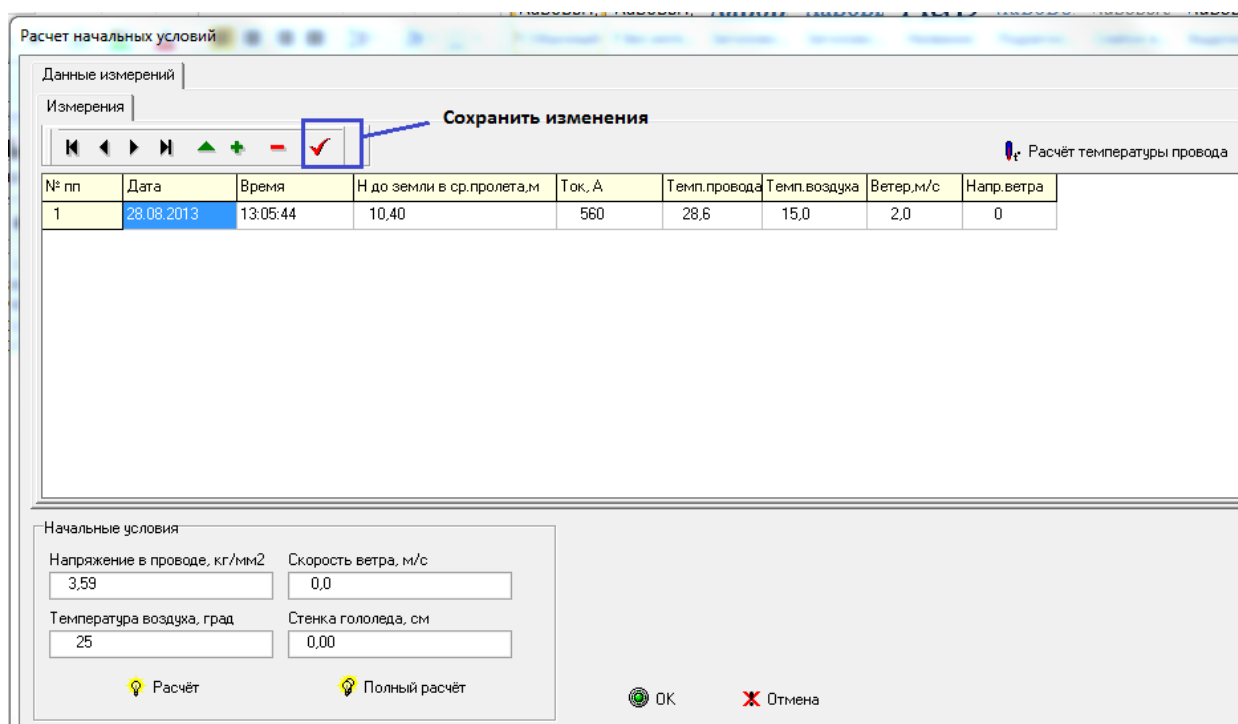 Расчет начальных условий
Данные измерений
Измерения
Сохранить изменения
Расчёт температуры провода
№ пп Дата Время Н до земли в ср.пролета,м Ток, А Темп.провода Темп.воздуха Ветер,м/с Напр.ветра
1 28.08.2013 13:05:44 10,40 560 28,6 15,0 2,0 0
Начальные условия
Напряжение в проводе, кг/мм2 Скорость ветра, м/с
3,59 0,0
Температура воздуха, град Стенка гололеда, см
25 0,00
Расчёт Полный расчёт
OK Отмена